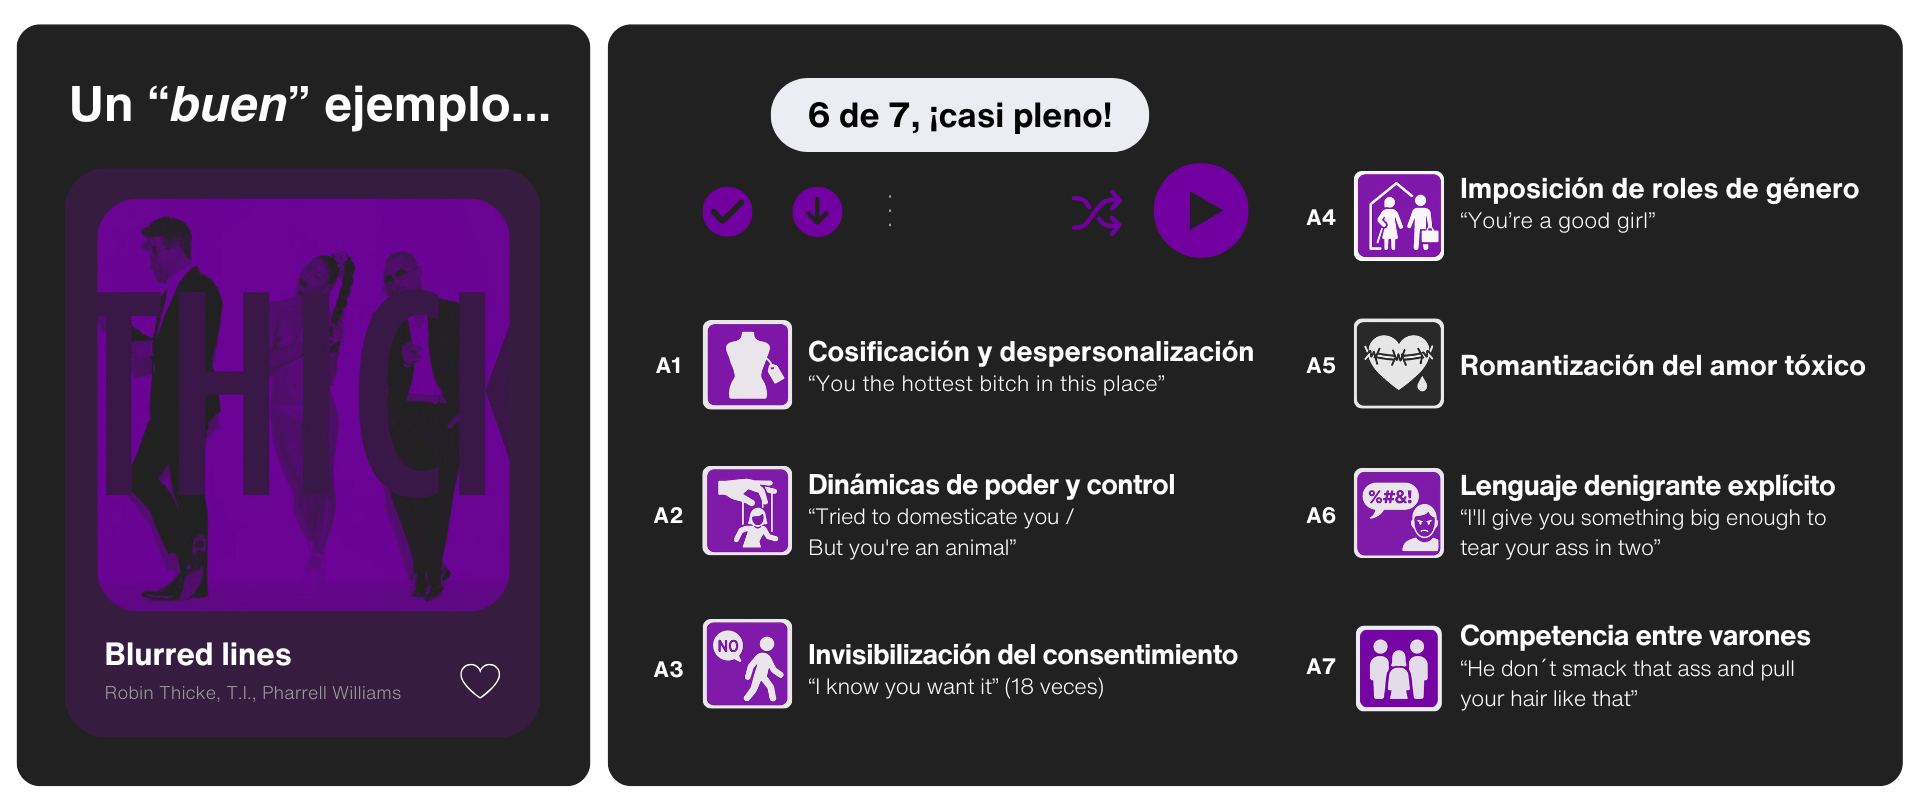 Un “buen” ejemplo...
THICK
Blurred lines
Robin Thicke, T.I., Pharrell Williams
6 de 7, ¡casi pleno!
A1
Cosificación y despersonalización
“You the hottest bitch in this place”
A2
Dinámicas de poder y control
“Tried to domesticate you /
But you're an animal”
A3
NO
Invisibilización del consentimiento
“I know you want it” (18 veces)
A4
Imposición de roles de género
“You’re a good girl”
A5
Romantización del amor tóxico
A6
%#&!
Lenguaje denigrante explícito
“I'll give you something big enough to
tear your ass in two”
A7
Competencia entre varones
“He don´t smack that ass and pull
your hair like that”